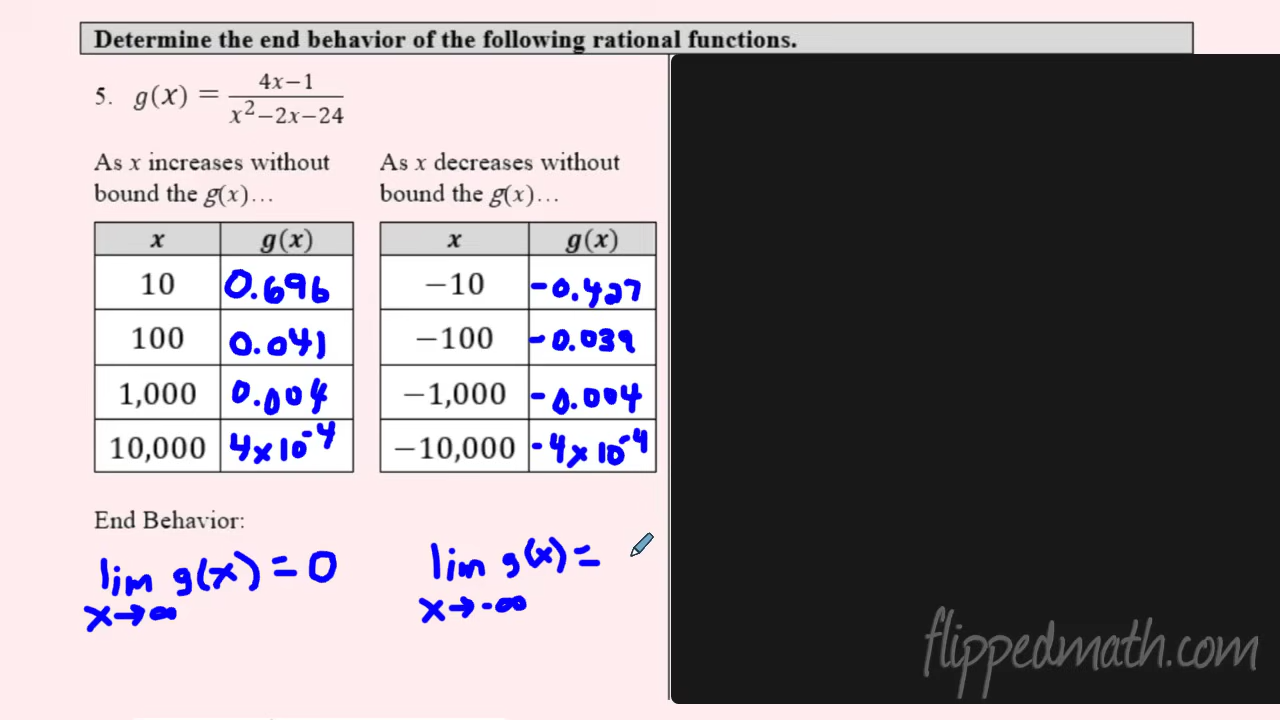 Determine the end behavior of the following rational functions.
5. g(x) = (4x−1)/(x²−2x−24)
As x increases without
bound the g(x)…
x g(x)
10 0.696
100 0.041
1,000 0.004
10,000 4x10⁻⁴
As x decreases without
bound the g(x)…
x g(x)
−10 -0.427
−100 -0.039
−1,000 -0.004
−10,000 -4x10⁻⁴
End Behavior:
lim g(x) = 0
x→∞
lim g(x) =
x→-∞
flippedmath.com